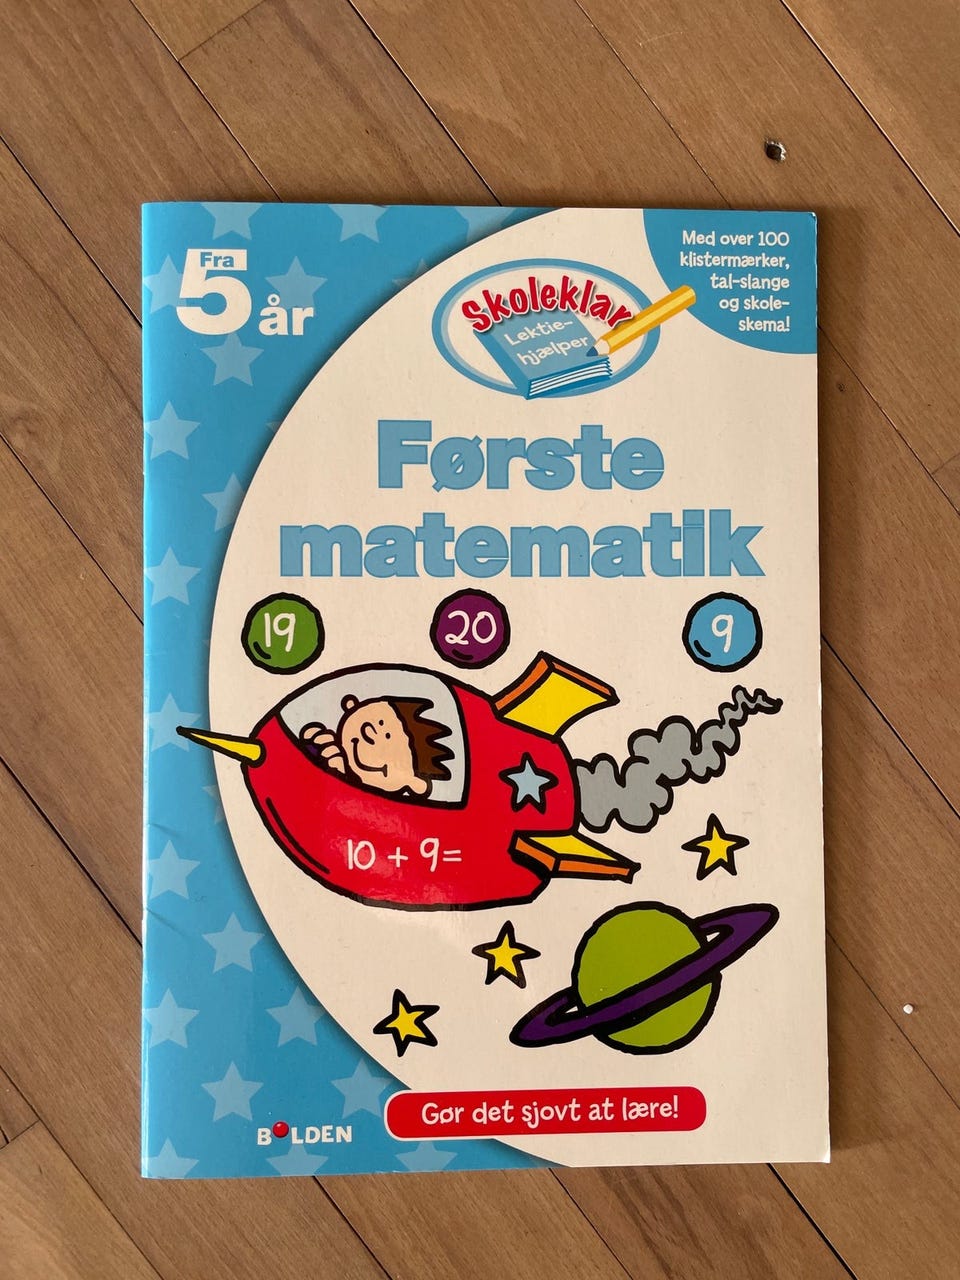 Fra
5 år
Skoleklar
Lektie-
hjælper
Med over 100
klistermærker,
tal-slange
og skole-
skema!
Første
matematik
19
20
9
10 + 9=
Gør det sjovt at lære!
BOLDEN